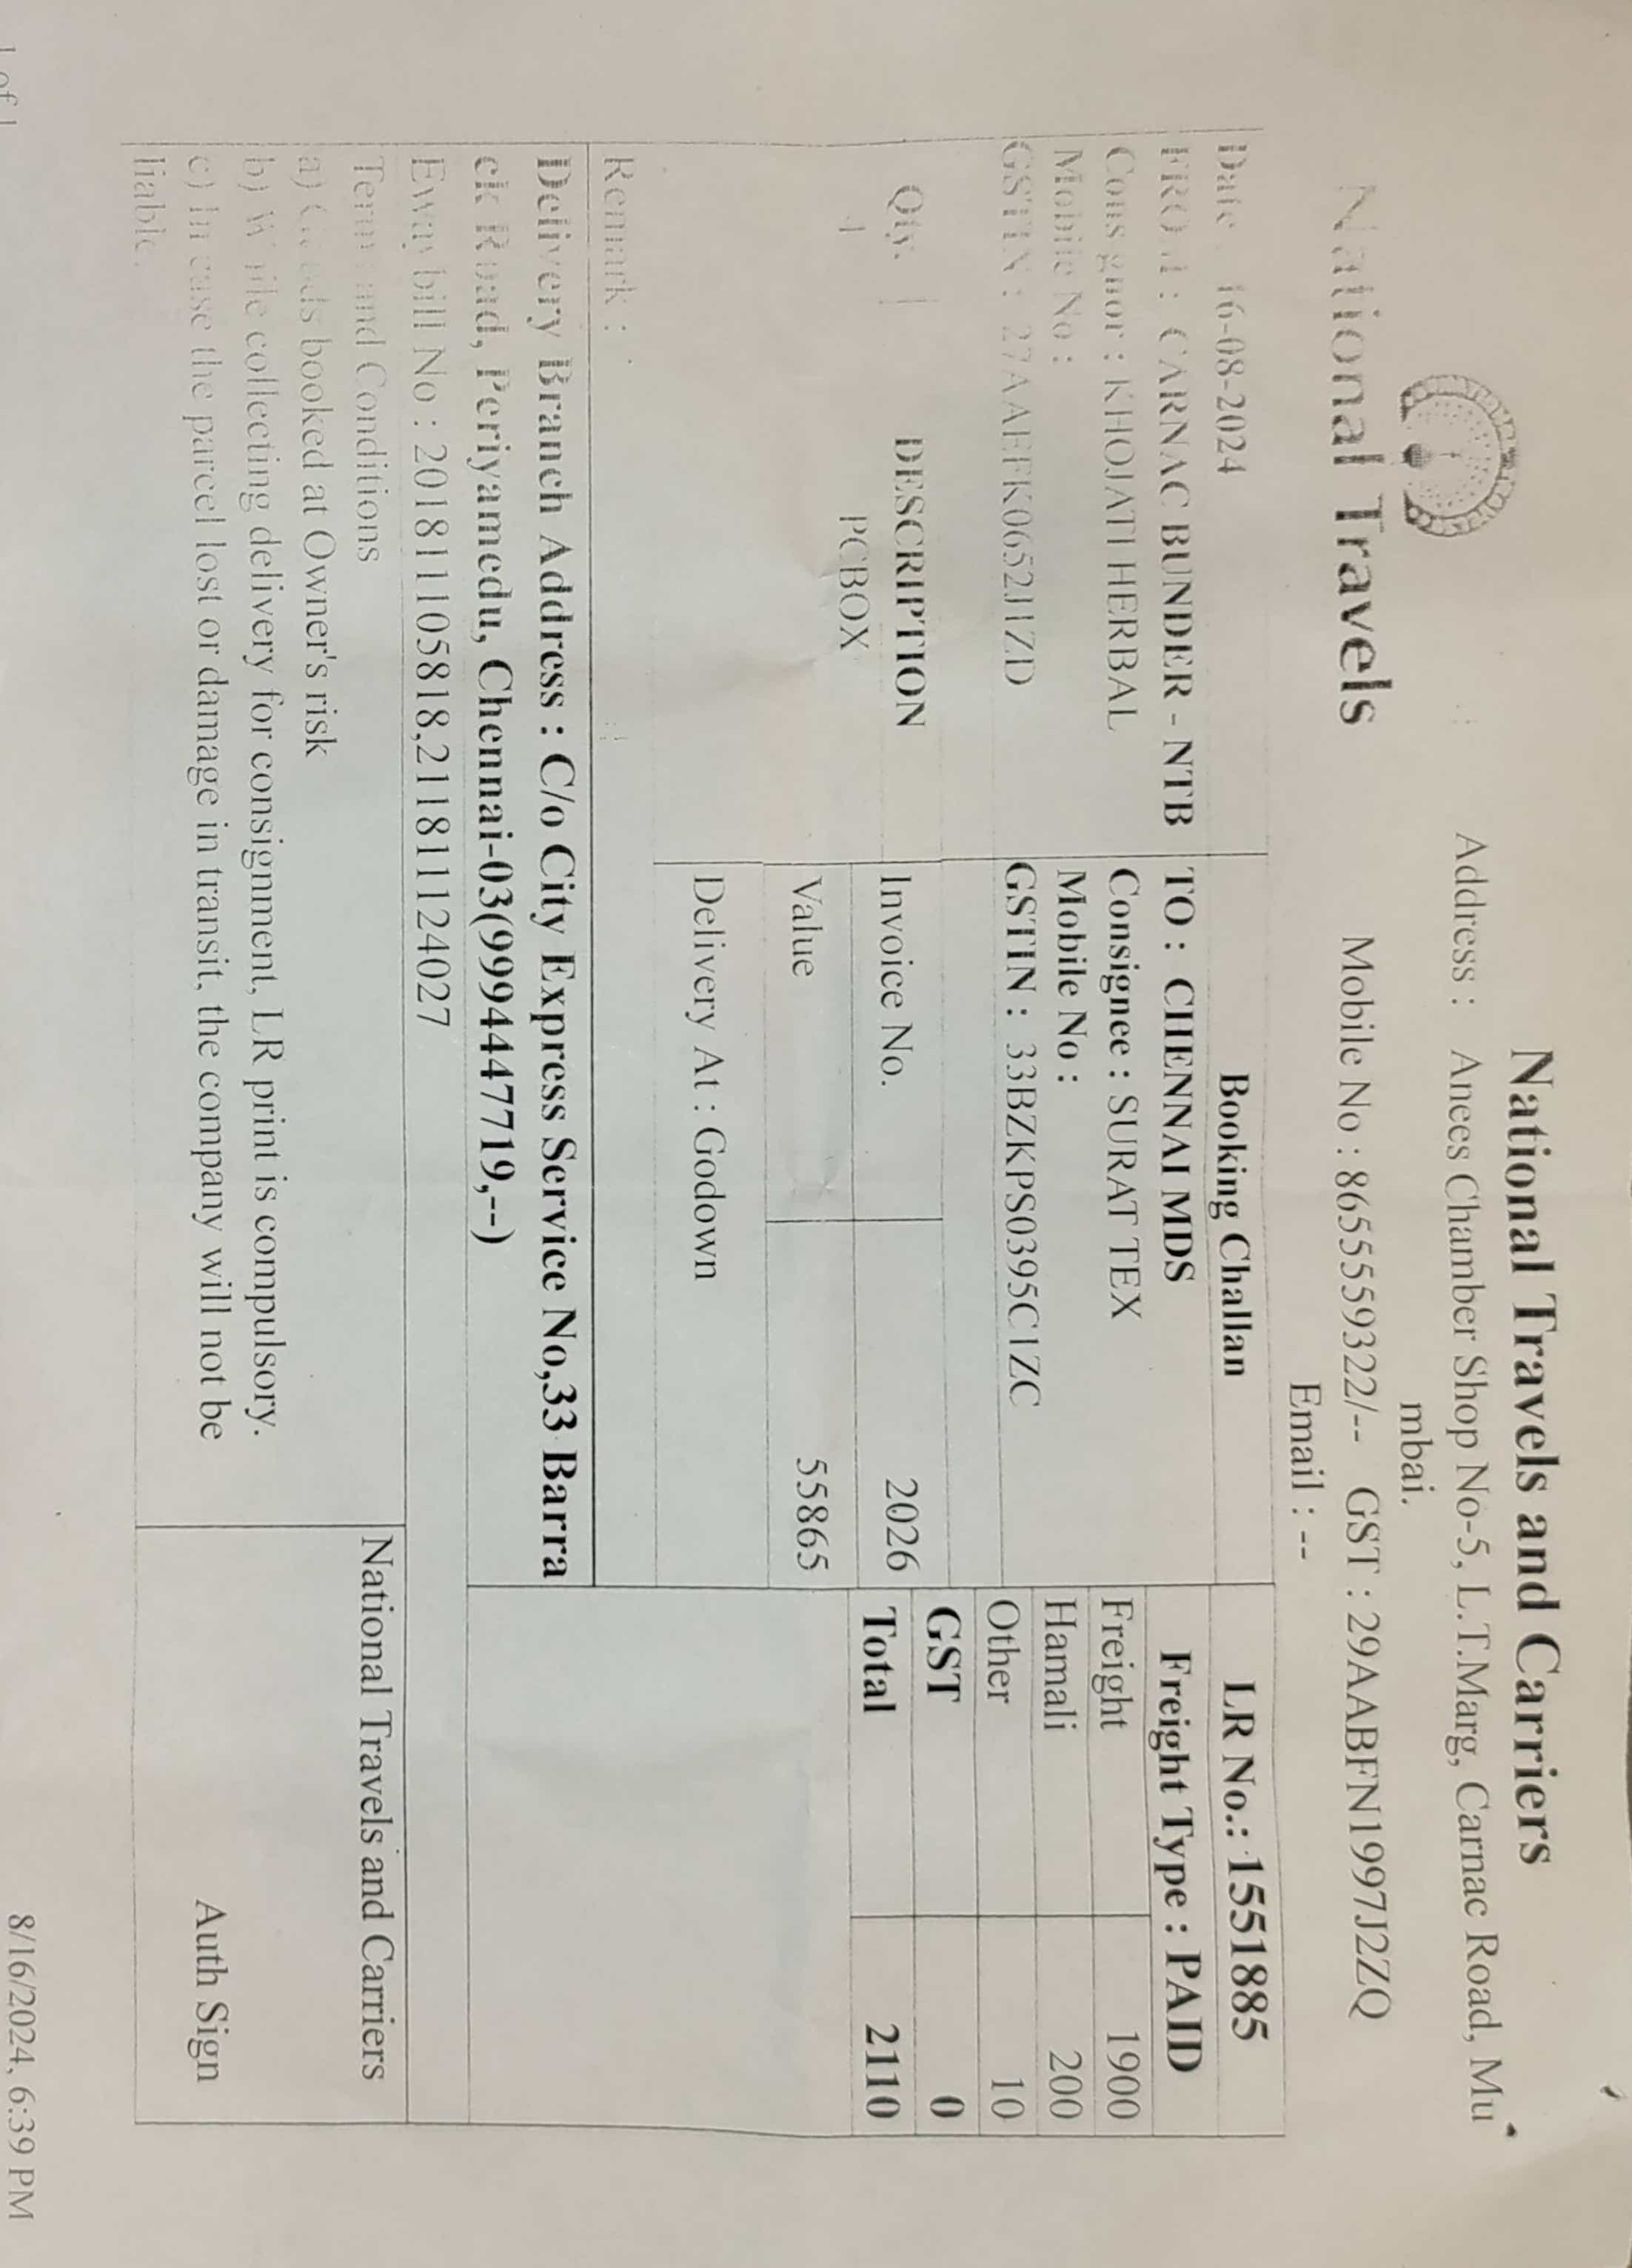 National Travels and Carriers
Address : Anees Chamber Shop No-5, L.T.Marg, Carnac Road, Mu
mbai.
National Travels
Mobile No : 8655559322/-- GST : 29AABFN1997J2ZQ
Email : --
Date : 16-08-2024
Booking Challan
LR No.: 1551885
FROM : CARNAC BUNDER - NTB
TO : CHENNAI MDS
Freight Type : PAID
Consignor : KHOJATI HERBAL
Consignee : SURAT TEX
Freight 1900
Mobile No :
Mobile No :
Hamali 200
GSTIN : 27AAEFK0652J1ZD
GSTIN : 33BZKPS0395C1ZC
Other 10
GST 0
Qty. DESCRIPTION
Invoice No. 2026
Total 2110
PCBOX
Value 55865
Delivery At : Godown
Remark :
Delivery Branch Address : C/o City Express Service No,33 Barra
ck Road, Periyamedu, Chennai-03(9994447719,--)
Eway bill No : 201811105818,211811124027
Term and Conditions
National Travels and Carriers
a) Goods booked at Owner's risk
b) While collecting delivery for consignment, LR print is compulsory.
c) In case the parcel lost or damage in transit, the company will not be
liable.
Auth Sign
1 of 1
8/16/2024, 6:39 PM